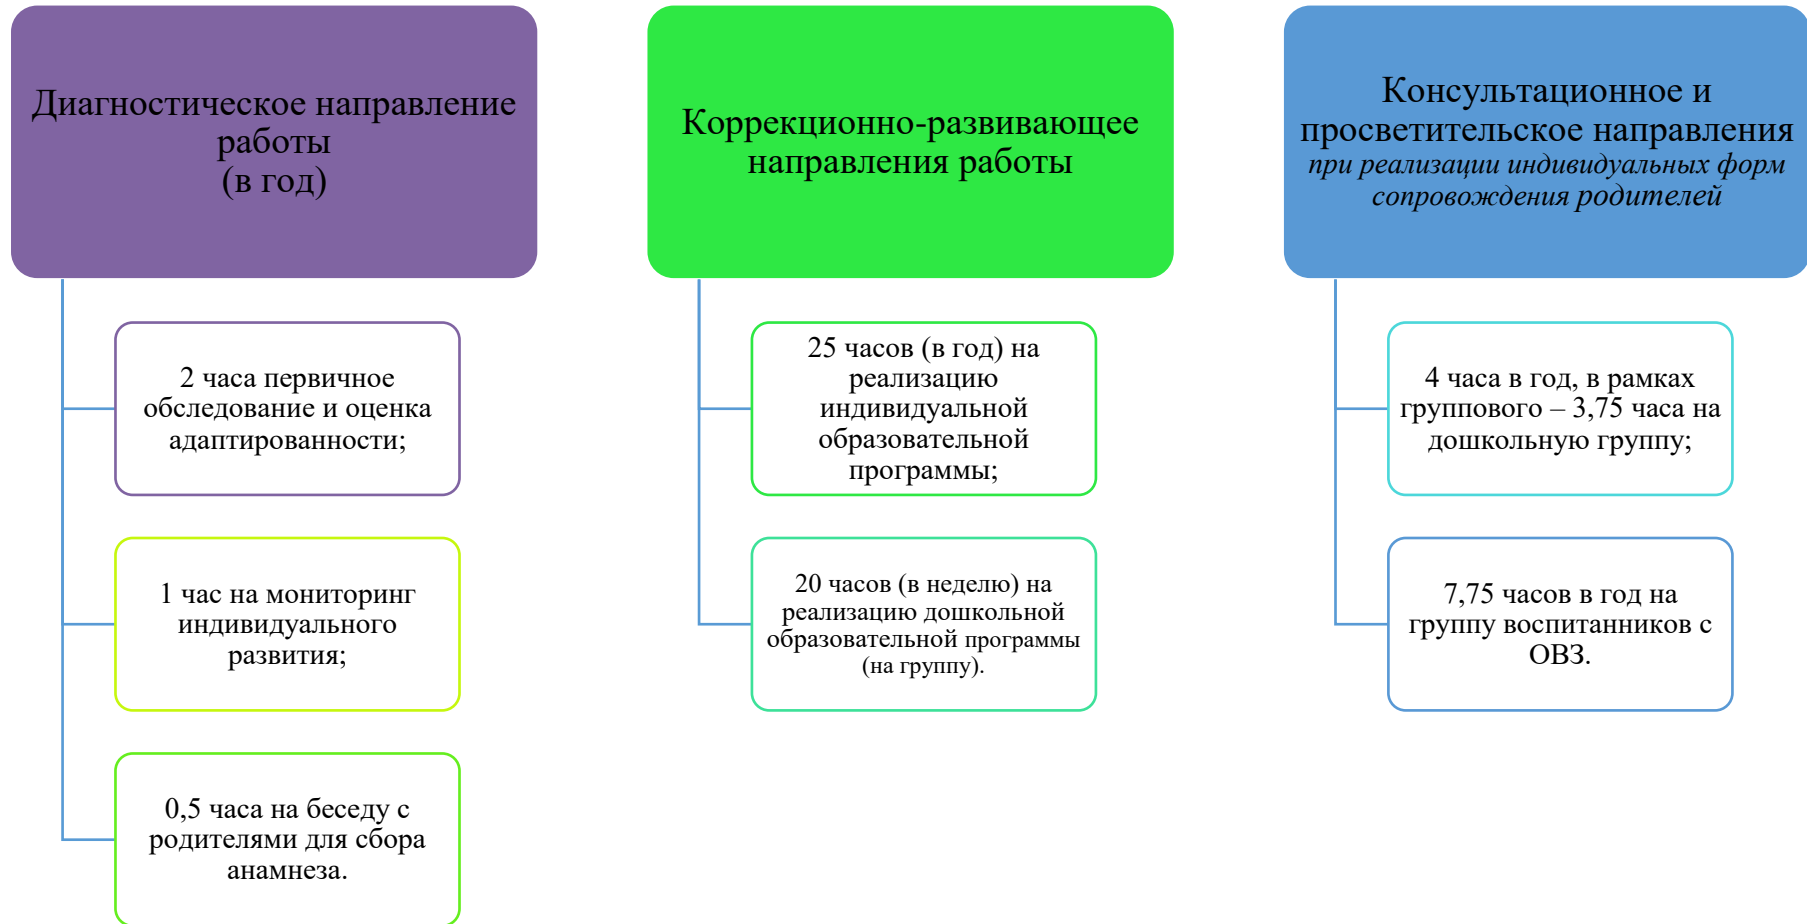 Диагностическое направление
работы
(в год)
2 часа первичное
обследование и оценка
адаптированности;
1 час на мониторинг
индивидуального
развития;
0,5 часа на беседу с
родителями для сбора
анамнеза.
Коррекционно-развивающее
направления работы
25 часов (в год) на
реализацию
индивидуальной
образовательной
программы;
20 часов (в неделю) на
реализацию дошкольной
образовательной программы
(на группу).
Консультационное и
просветительское направления
при реализации индивидуальных форм
сопровождения родителей
4 часа в год, в рамках
группового – 3,75 часа на
дошкольную группу;
7,75 часов в год на
группу воспитанников с
ОВЗ.